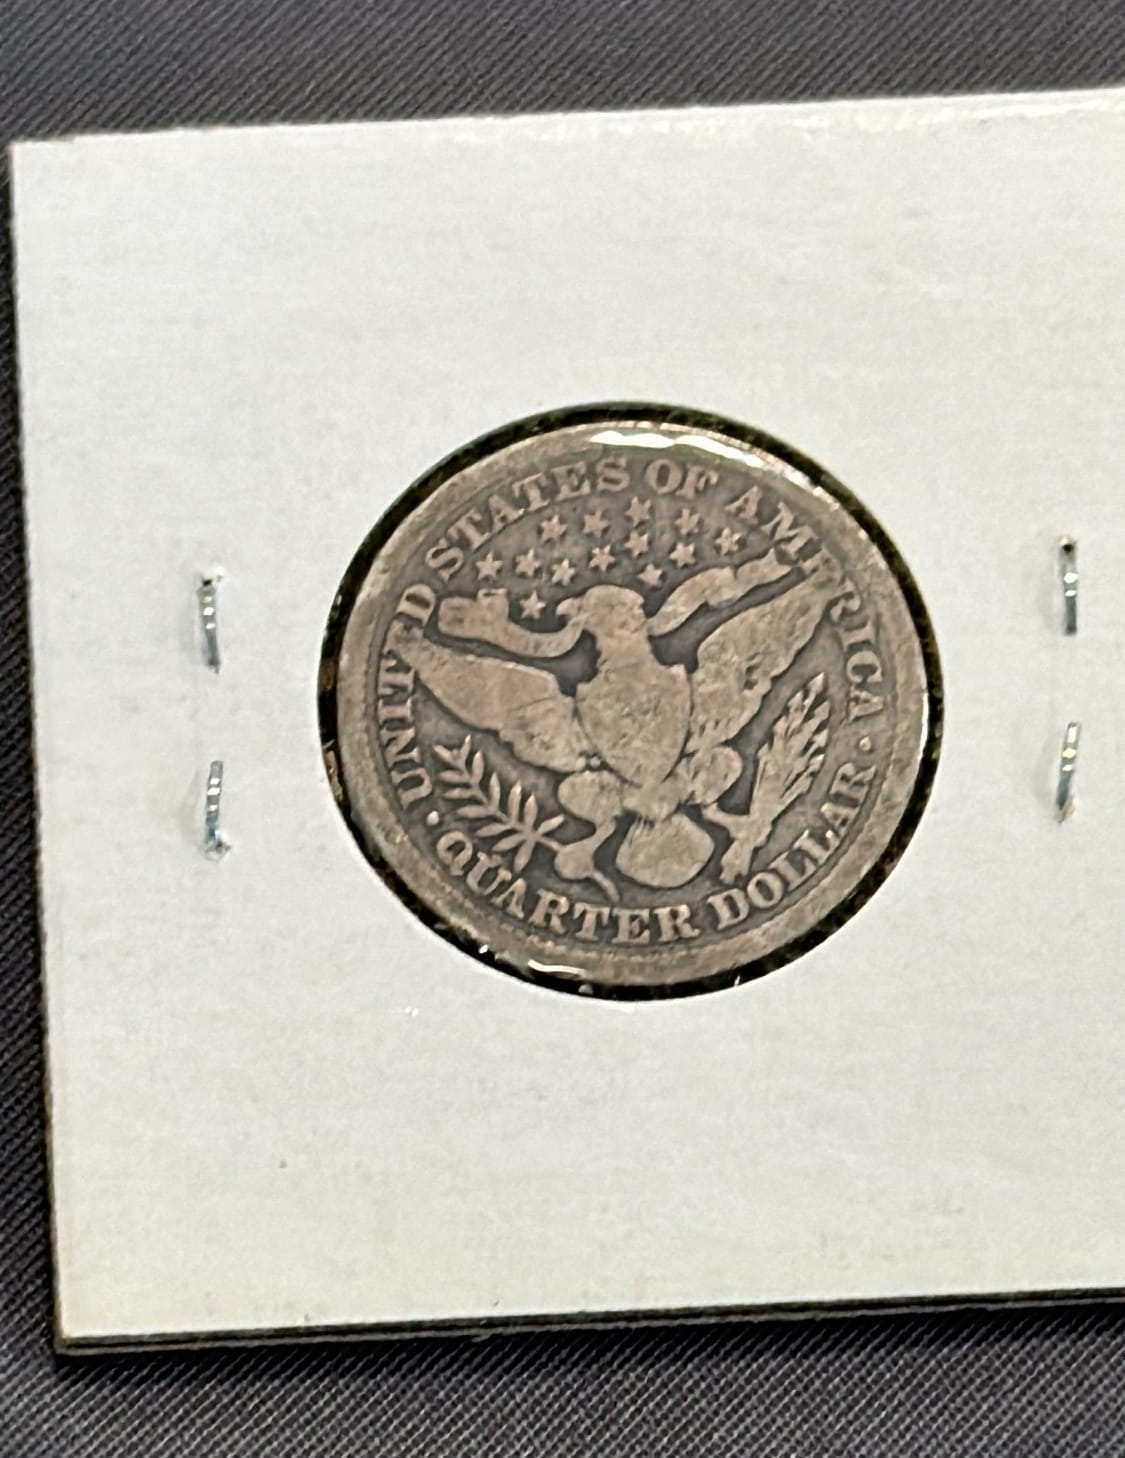 UNITED STATES OF AMERICA
· QUARTER DOLLAR ·